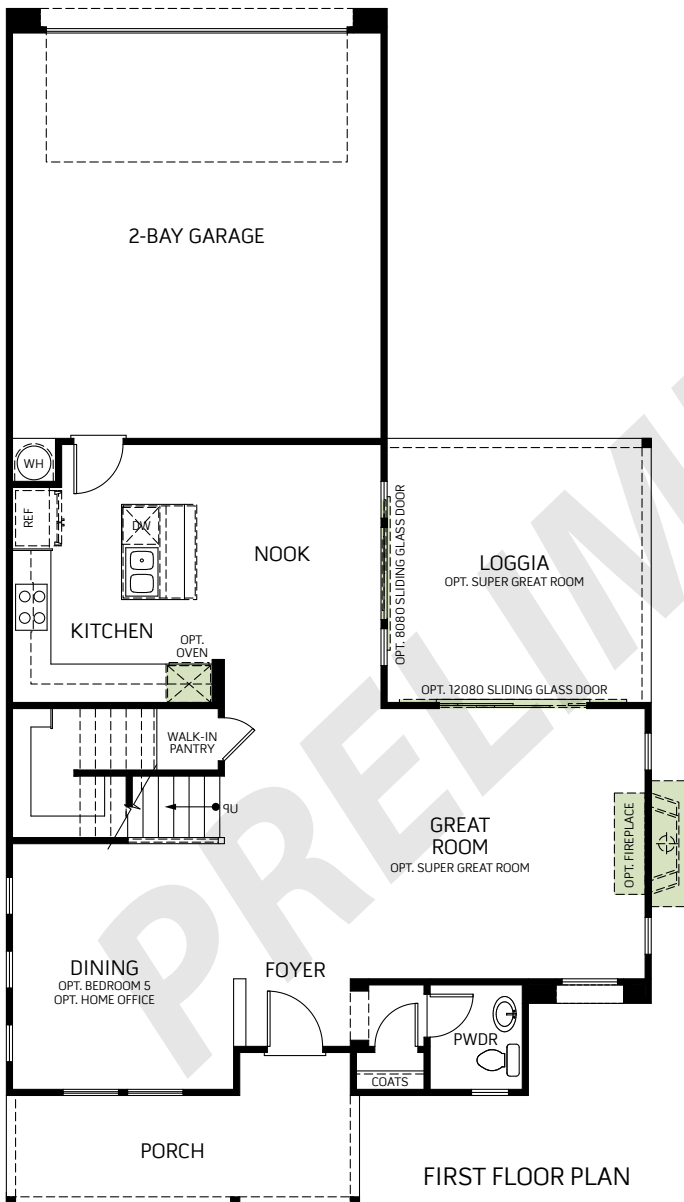 2-BAY GARAGE
WH
REF
DW
NOOK
KITCHEN
OPT.
OVEN
OPT. 8080 SLIDING GLASS DOOR
LOGGIA
OPT. SUPER GREAT ROOM
OPT. 12080 SLIDING GLASS DOOR
WALK-IN
PANTRY
UP
GREAT
ROOM
OPT. SUPER GREAT ROOM
OPT. FIREPLACE
DINING
OPT. BEDROOM 5
OPT. HOME OFFICE
FOYER
PWDR
COATS
PORCH
FIRST FLOOR PLAN
PRELIM